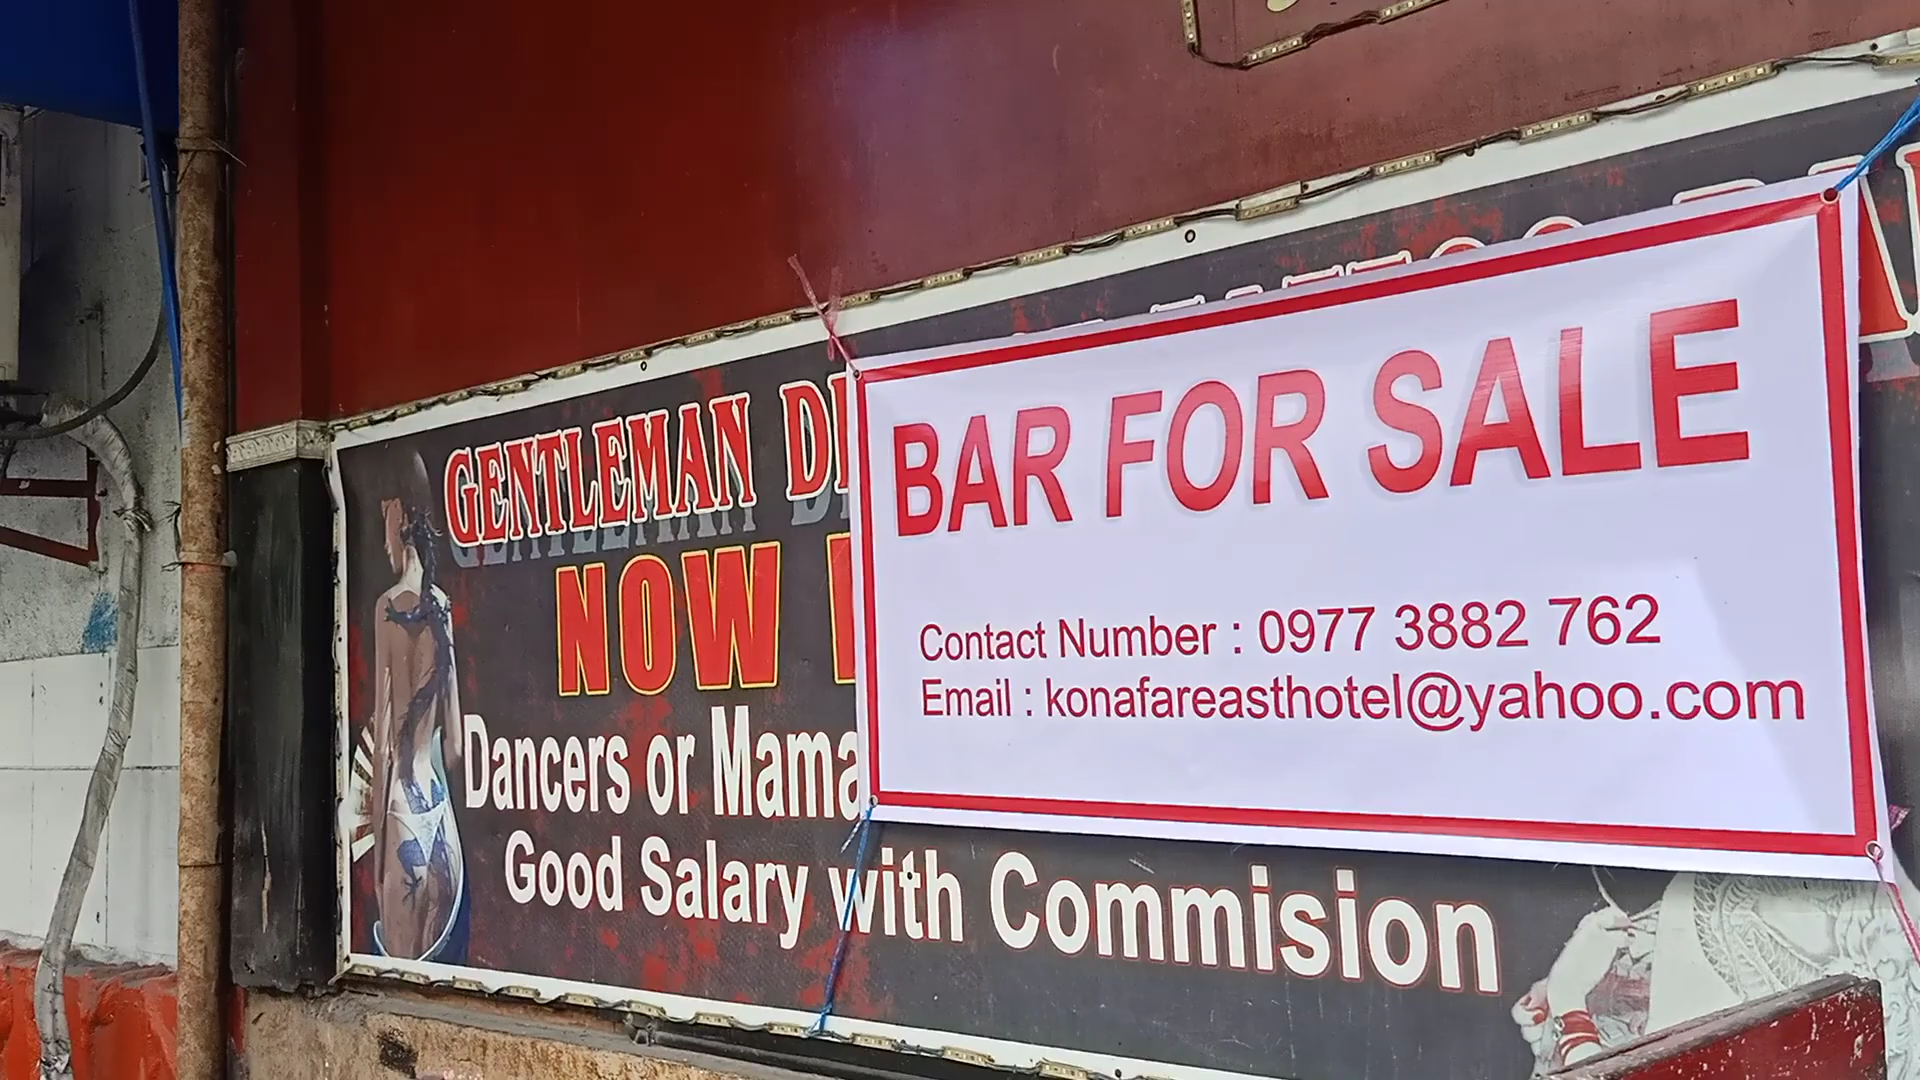 GENTLEMAN
NOW
Dancers or Mama
Good Salary with Commision
BAR FOR SALE
Contact Number : 0977 3882 762
Email : konafareasthotel@yahoo.com